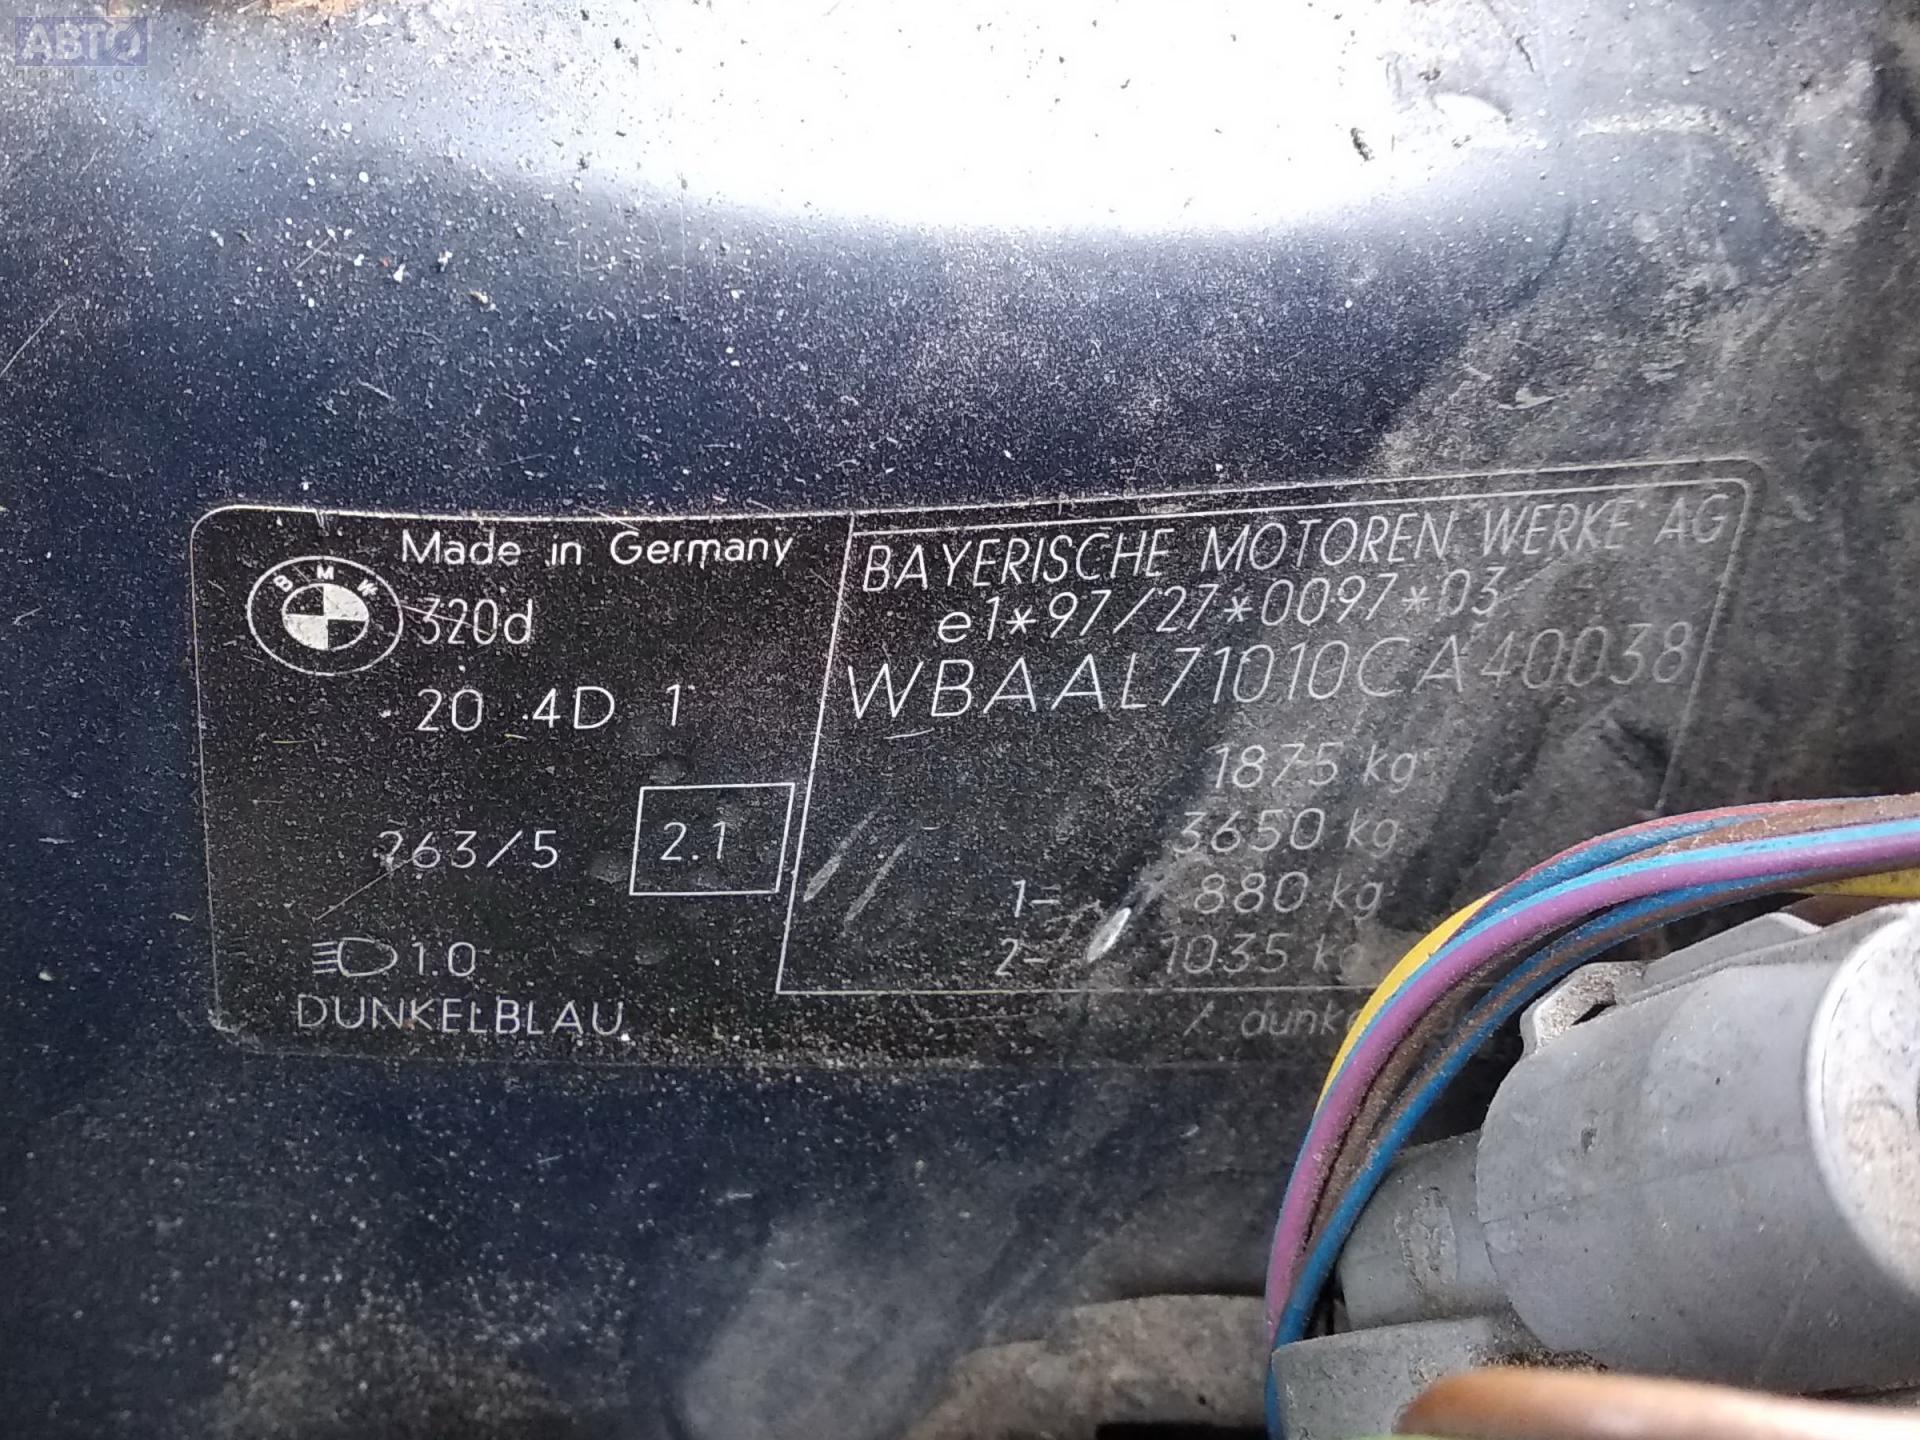 АВТО
ПРИВОЗ
Made in Germany
BMW
320d
20 4D 1
263/5
2.1
1.0
DUNKELBLAU
BAYERISCHE MOTOREN WERKE AG
e1*97/27*0097*03
WBAAL71010CA40038
1875 kg
3650 kg
1- 880 kg
2- 1035 kg
/